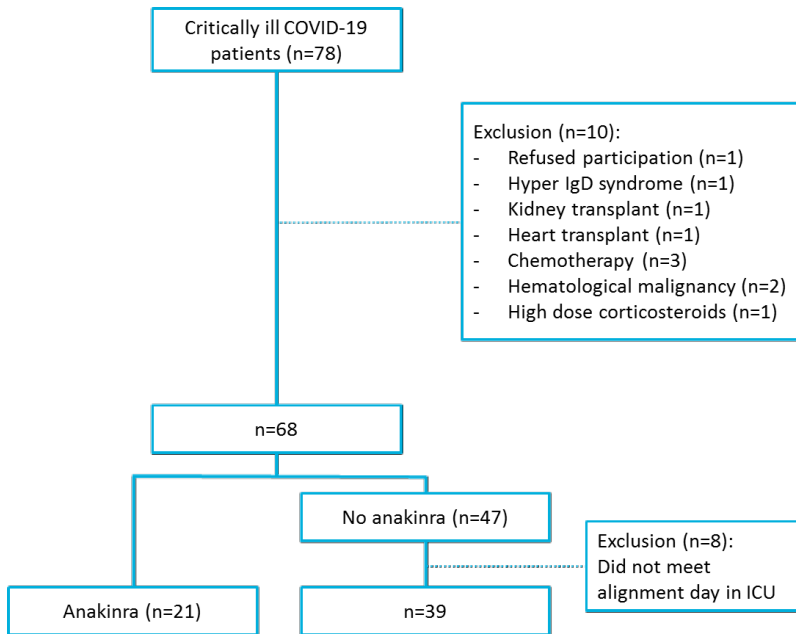 Critically ill COVID-19
patients (n=78)
Exclusion (n=10):
- Refused participation (n=1)
- Hyper IgD syndrome (n=1)
- Kidney transplant (n=1)
- Heart transplant (n=1)
- Chemotherapy (n=3)
- Hematological malignancy (n=2)
- High dose corticosteroids (n=1)
n=68
No anakinra (n=47)
Exclusion (n=8):
Did not meet
alignment day in ICU
Anakinra (n=21)
n=39